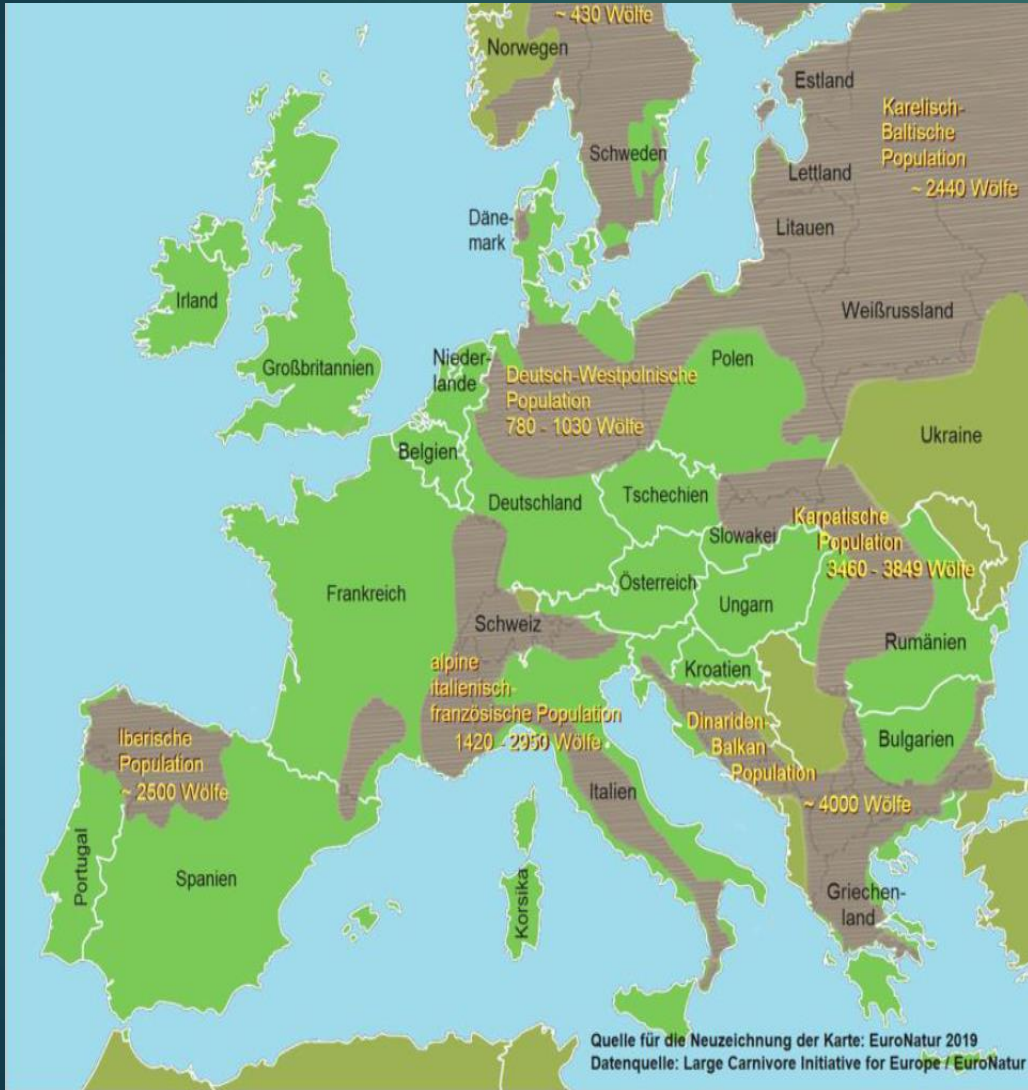 ~ 430 Wölfe
Norwegen
Estland
Karelisch-
Baltische
Population
~ 2440 Wölfe
Schweden
Lettland
Däne-
mark
Litauen
Irland
Weißrussland
Großbritannien
Nieder-
lande
Polen
Deutsch-Westpolnische
Population
780 - 1030 Wölfe
Ukraine
Belgien
Deutschland
Tschechien
Slowakei
Karpatische
Population
3460 - 3849 Wölfe
Frankreich
Österreich
Ungarn
Schweiz
Rumänien
alpine
italienisch-
französische Population
1420 - 2950 Wölfe
Kroatien
Dinariden-
Balkan
Population
~ 4000 Wölfe
Bulgarien
Iberische
Population
~ 2500 Wölfe
Italien
Portugal
Spanien
Korsika
Griechen-
land
Quelle für die Neuzeichnung der Karte: EuroNatur 2019
Datenquelle: Large Carnivore Initiative for Europe / EuroNatur